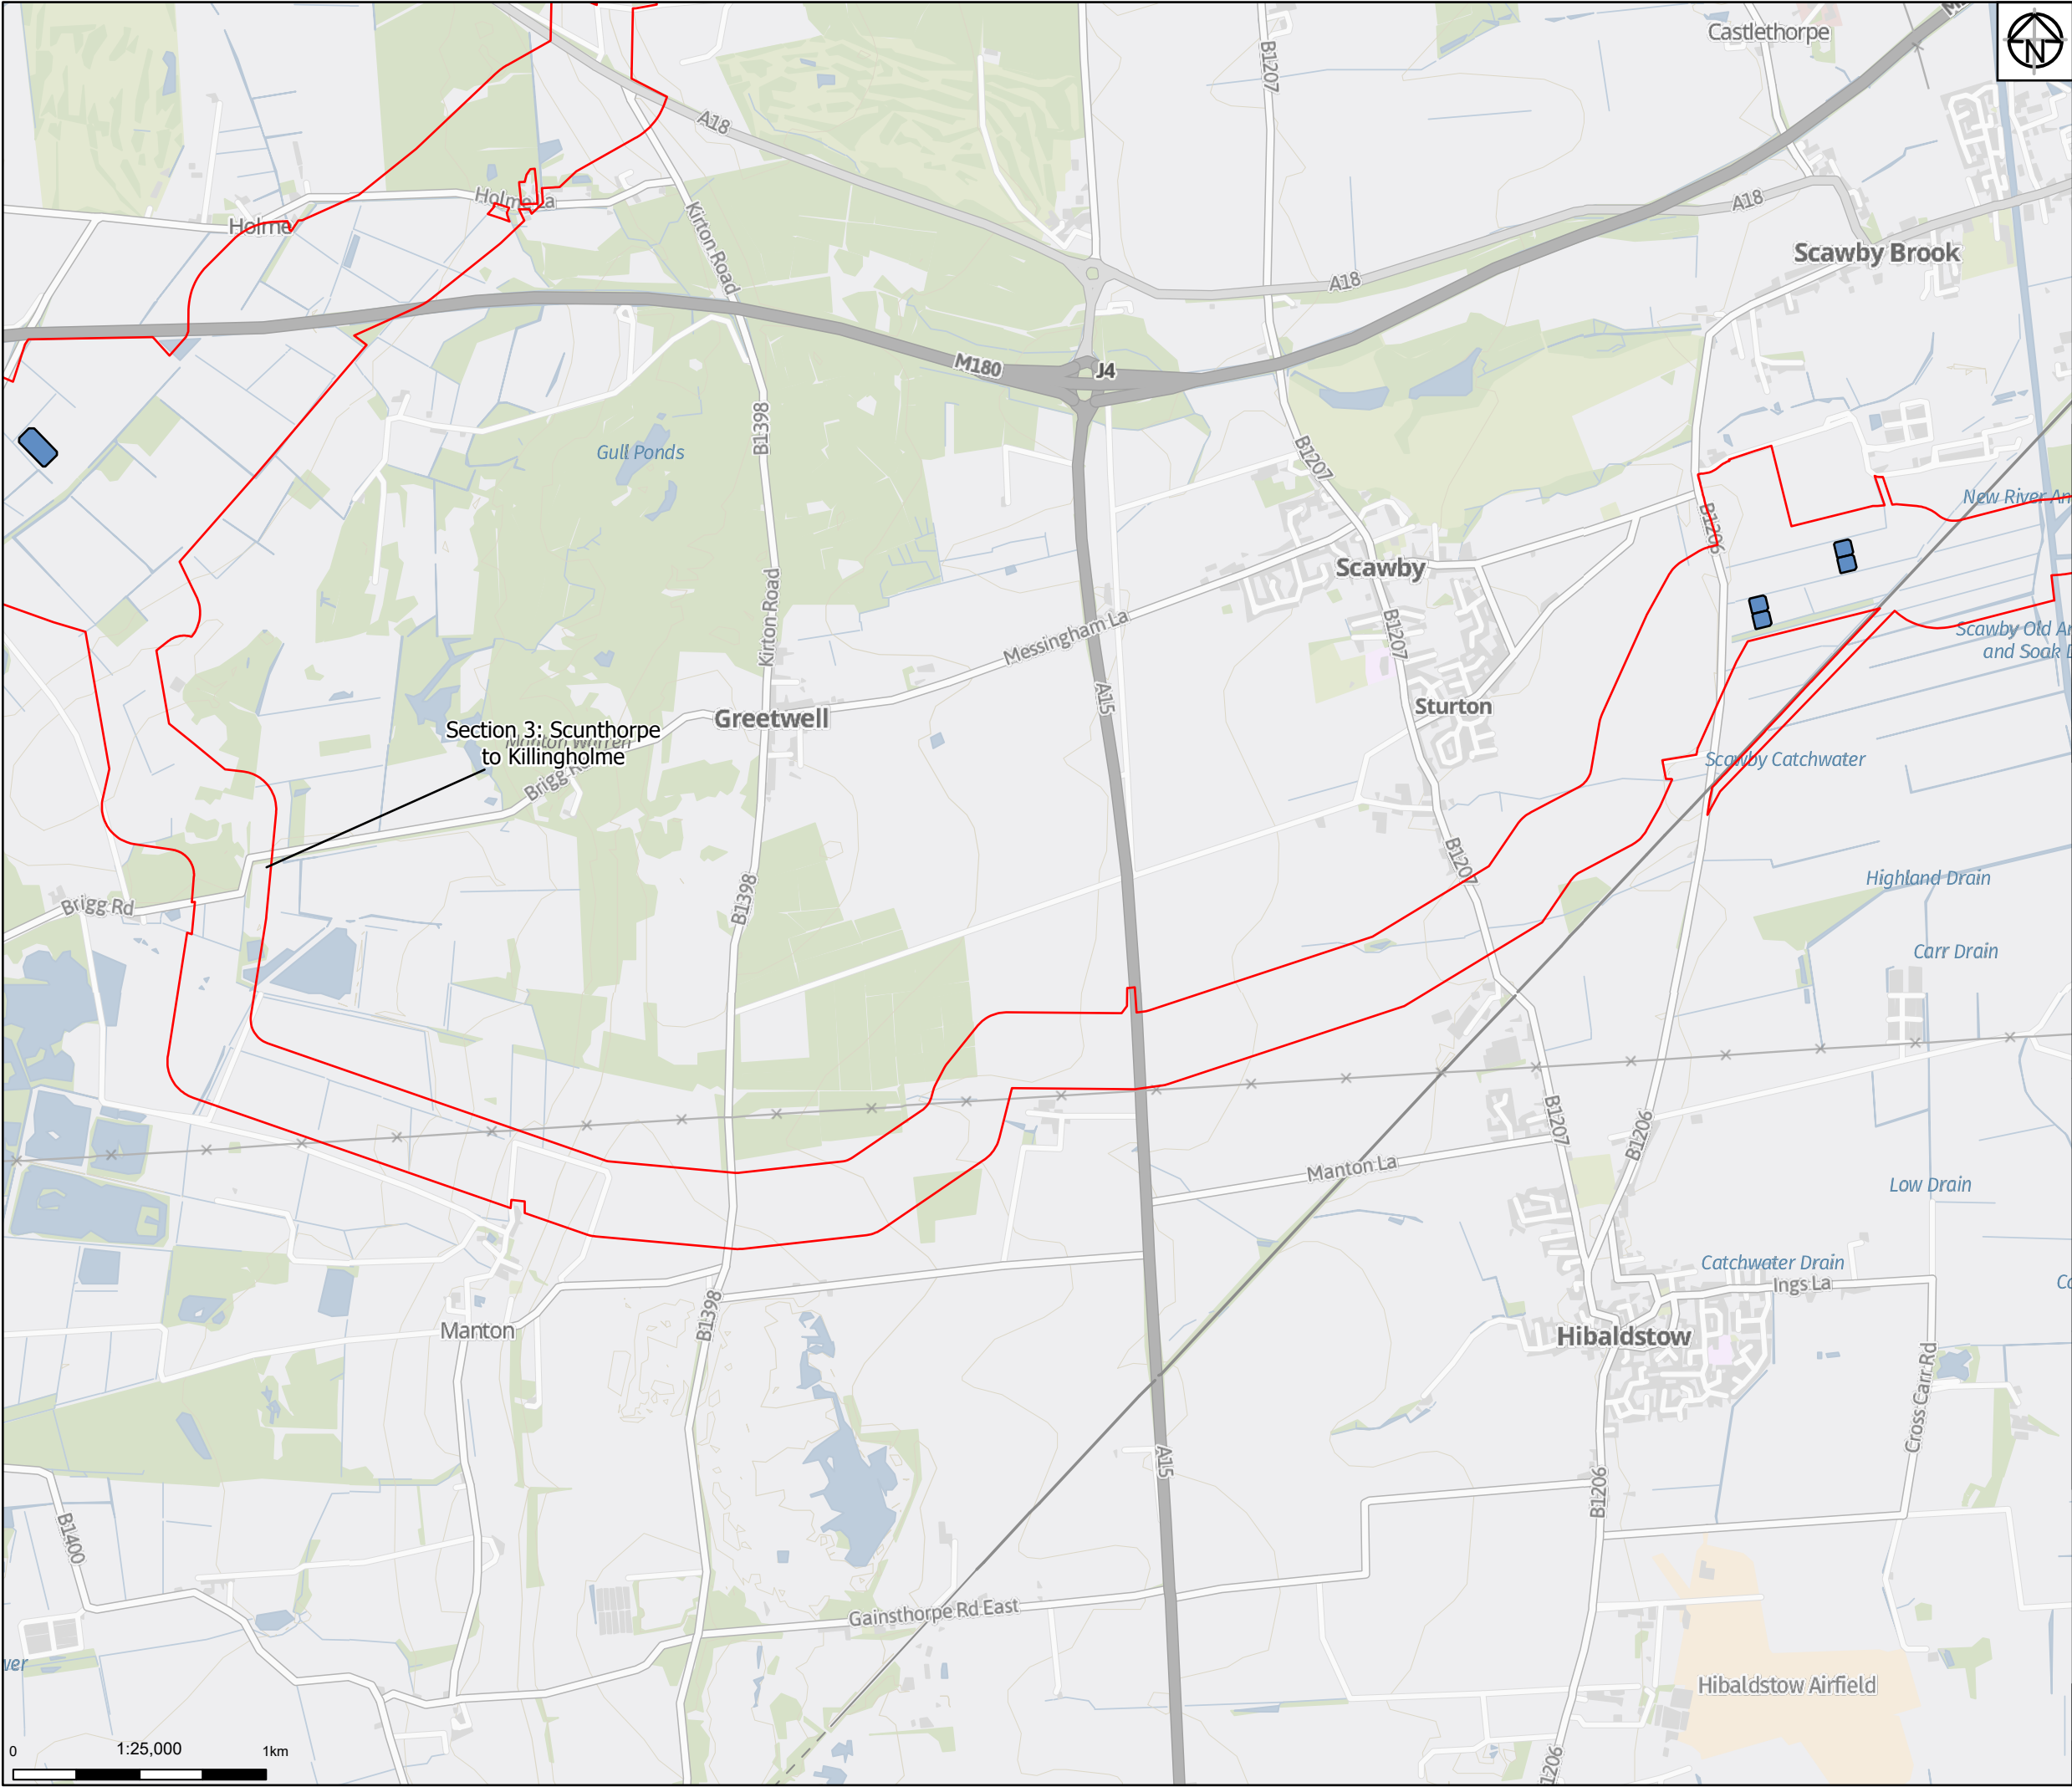 Castlethorpe
N
B1207
A18
Holme La
Holme
Kirton Road
A18
Scawby Brook
A18
M180
J4
B1398
Gull Ponds
B1207
New River An
B1206
Scawby
Kirton Road
Messingham La
B1207
Scawby Old An
and Soak D
A15
Sturton
Greetwell
Section 3: Scunthorpe
to Killingholme
Manton Warren
Brigg Rd
Scawby Catchwater
B1207
Highland Drain
B1398
Brigg Rd
Carr Drain
B1207
B1206
Manton La
Low Drain
Catchwater Drain
Ings La
B1398
Manton
Hibaldstow
Cross Carr Rd
A15
B1206
B1400
Gainsthorpe Rd East
Hibaldstow Airfield
0 1:25,000 1km
1206